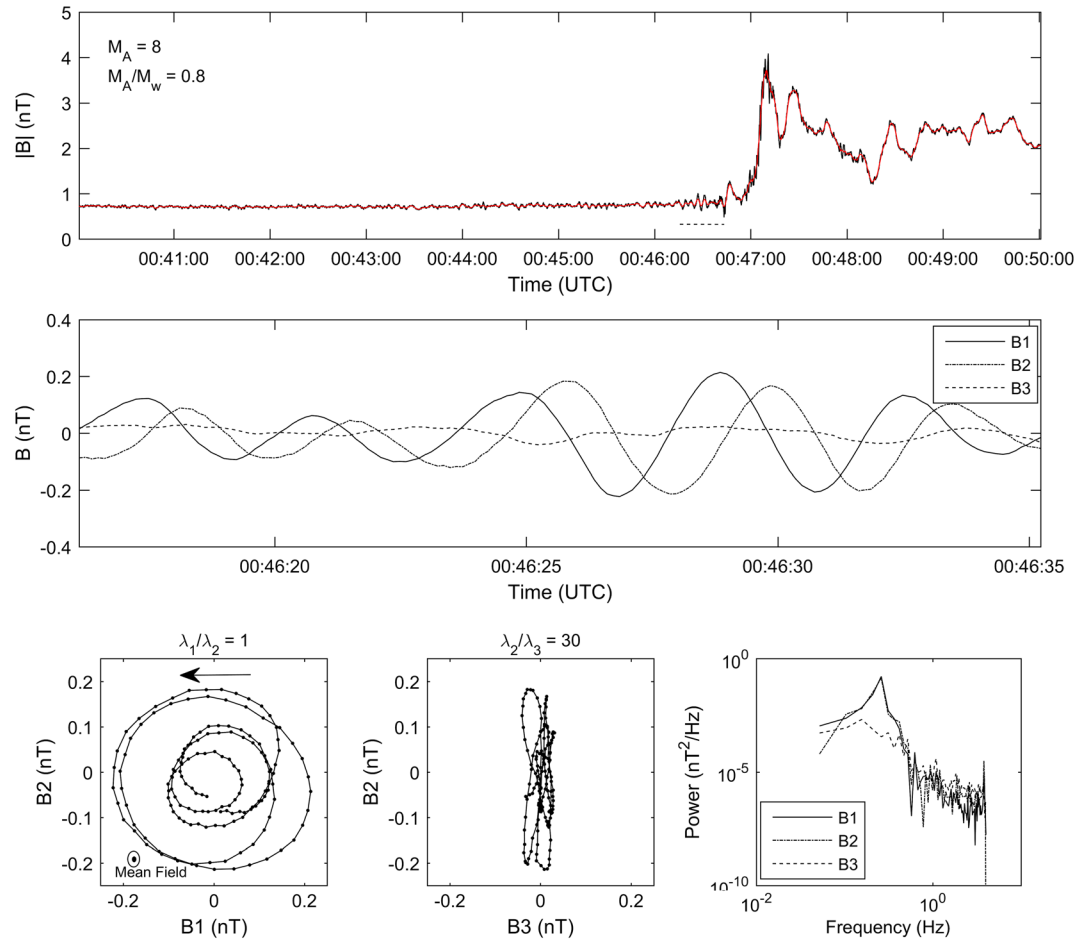 M_A = 8
M_A/M_w = 0.8
|B| (nT)
5
4
3
2
1
0
00:41:00 00:42:00 00:43:00 00:44:00 00:45:00 00:46:00 00:47:00 00:48:00 00:49:00 00:50:00
Time (UTC)
B (nT)
0.4
0.2
0
-0.2
-0.4
B1
B2
B3
00:46:20 00:46:25 00:46:30 00:46:35
Time (UTC)
λ1/λ2 = 1
B2 (nT)
0.2
0.1
0
-0.1
-0.2
Mean Field
-0.2 0 0.2
B1 (nT)
λ2/λ3 = 30
B2 (nT)
0.2
0.1
0
-0.1
-0.2
-0.2 0 0.2
B3 (nT)
Power (nT²/Hz)
10⁰
10⁻⁵
10⁻¹⁰
B1
B2
B3
10⁻² 10⁰
Frequency (Hz)